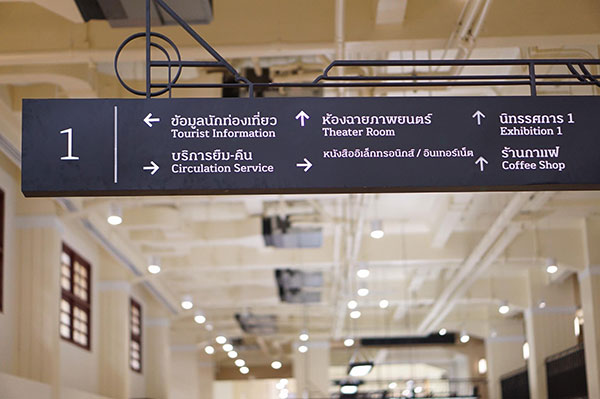 1
← ข้อมูลนักท่องเที่ยว
Tourist Information
→ บริการยืม-คืน
Circulation Service
↑ ห้องฉายภาพยนตร์
Theater Room
→ หนังสืออิเล็กทรอนิกส์ / อินเทอร์เน็ต
↑ นิทรรศการ 1
Exhibition 1
↑ ร้านกาแฟ
Coffee Shop